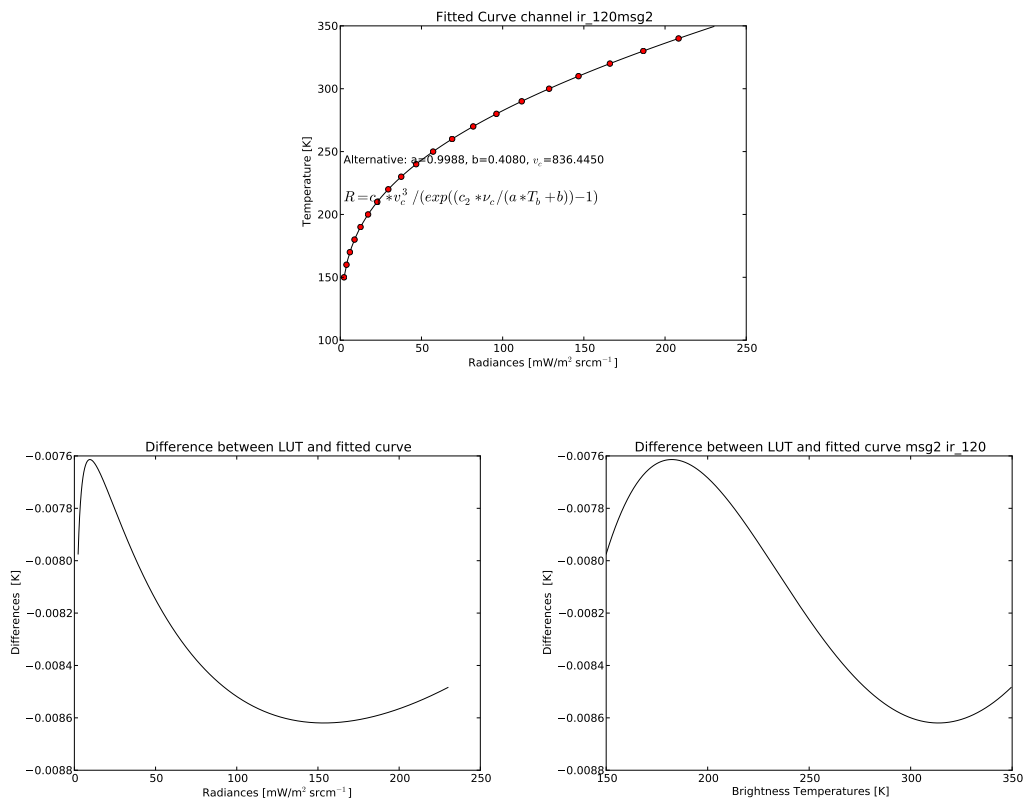 Fitted Curve channel ir_120msg2
350
300
250
200
150
100
Temperature [K]
Alternative: a=0.9988, b=0.4080, v_c=836.4450
R=c_1*v_c^3/(exp((c_2*ν_c/(a*T_b+b))−1)
0 50 100 150 200 250
Radiances [mW/m² srcm⁻¹]
Difference between LUT and fitted curve
−0.0076
−0.0078
−0.0080
−0.0082
−0.0084
−0.0086
−0.0088
Differences [K]
0 50 100 150 200 250
Radiances [mW/m² srcm⁻¹]
Difference between LUT and fitted curve msg2 ir_120
−0.0076
−0.0078
−0.0080
−0.0082
−0.0084
−0.0086
−0.0088
Differences [K]
150 200 250 300 350
Brightness Temperatures [K]